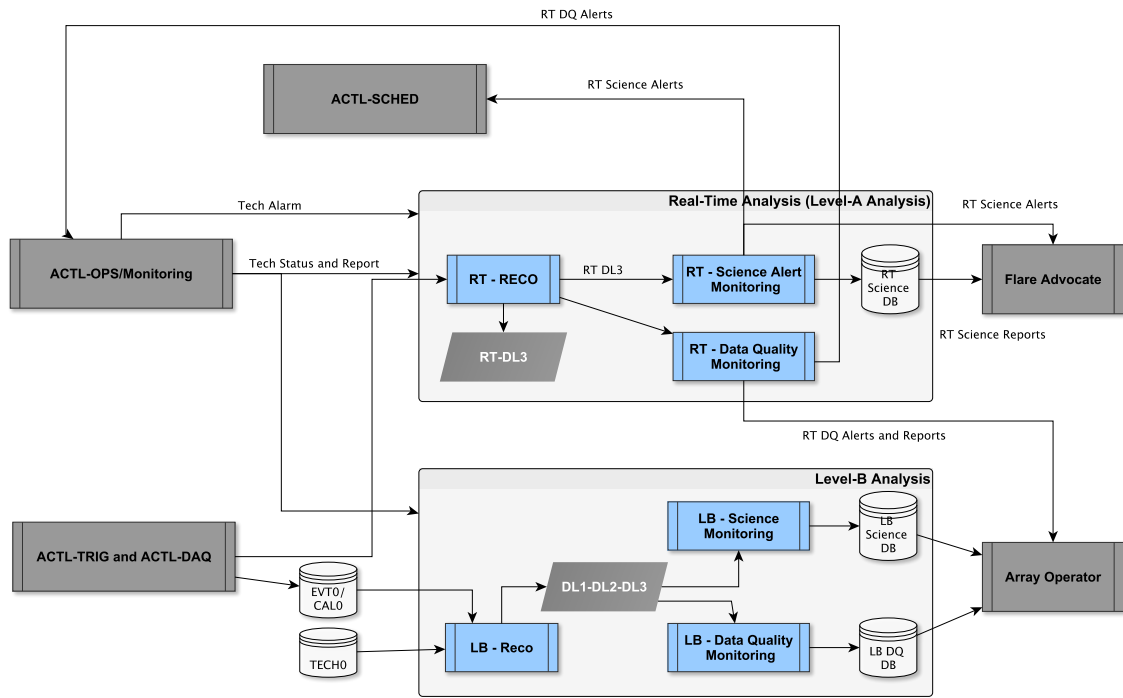 RT DQ Alerts
RT Science Alerts
ACTL-SCHED
Real-Time Analysis (Level-A Analysis)
Tech Alarm
RT Science Alerts
ACTL-OPS/Monitoring
Tech Status and Report
RT - RECO
RT DL3
RT - Science Alert
Monitoring
RT
Science
DB
Flare Advocate
RT-DL3
RT - Data Quality
Monitoring
RT Science Reports
RT DQ Alerts and Reports
Level-B Analysis
LB - Science
Monitoring
LB
Science
DB
ACTL-TRIG and ACTL-DAQ
EVT0/
CAL0
DL1-DL2-DL3
Array Operator
TECH0
LB - Reco
LB - Data Quality
Monitoring
LB DQ
DB